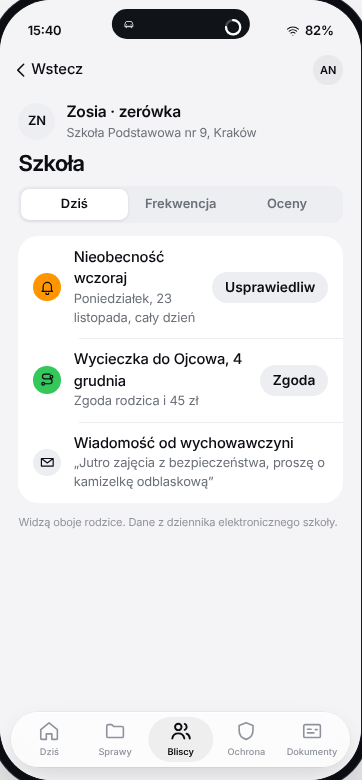 15:40
82%
Wstecz
AN
ZN
Zosia · zerówka
Szkoła Podstawowa nr 9, Kraków
Szkoła
Dziś
Frekwencja
Oceny
Nieobecność
wczoraj
Poniedziałek, 23
listopada, cały dzień
Usprawiedliw
Wycieczka do Ojcowa, 4
grudnia
Zgoda rodzica i 45 zł
Zgoda
Wiadomość od wychowawczyni
„Jutro zajęcia z bezpieczeństwa, proszę o
kamizelkę odblaskową”
Widzą oboje rodzice. Dane z dziennika elektronicznego szkoły.
Dziś
Sprawy
Bliscy
Ochrona
Dokumenty